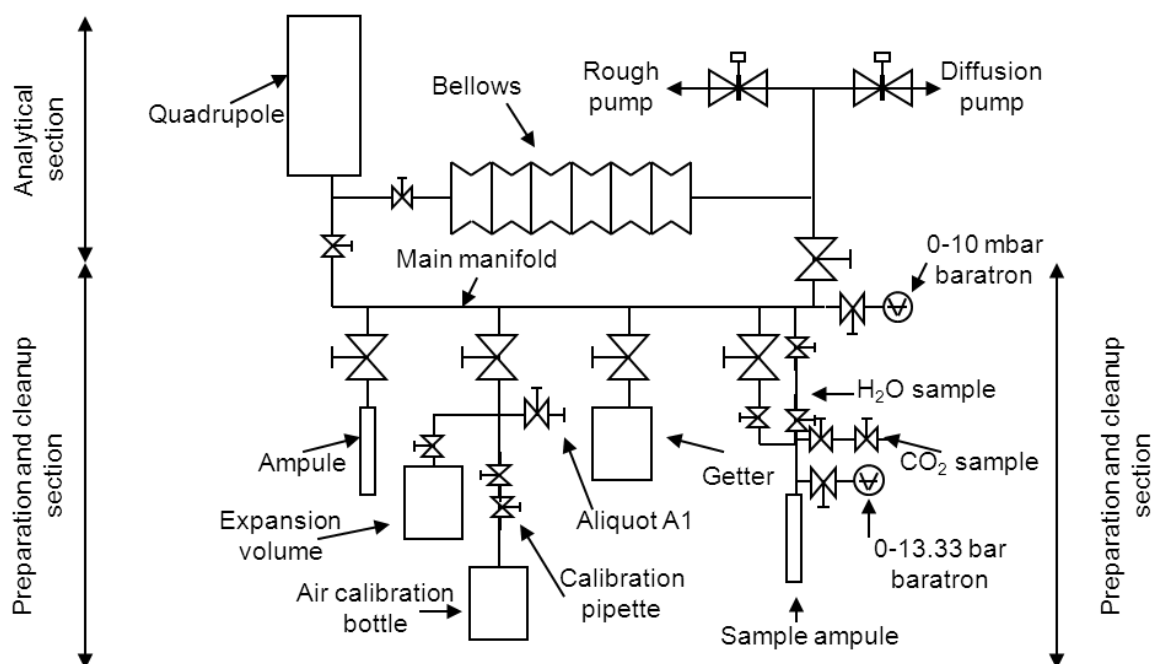 Analytical
section
Quadrupole
Bellows
Rough
pump
Diffusion
pump
Main manifold
0-10 mbar
baratron
Preparation and cleanup
section
Ampule
Expansion
volume
Air calibration
bottle
Calibration
pipette
Aliquot A1
Getter
H₂O sample
CO₂ sample
0-13.33 bar
baratron
Sample ampule
Preparation and cleanup
section